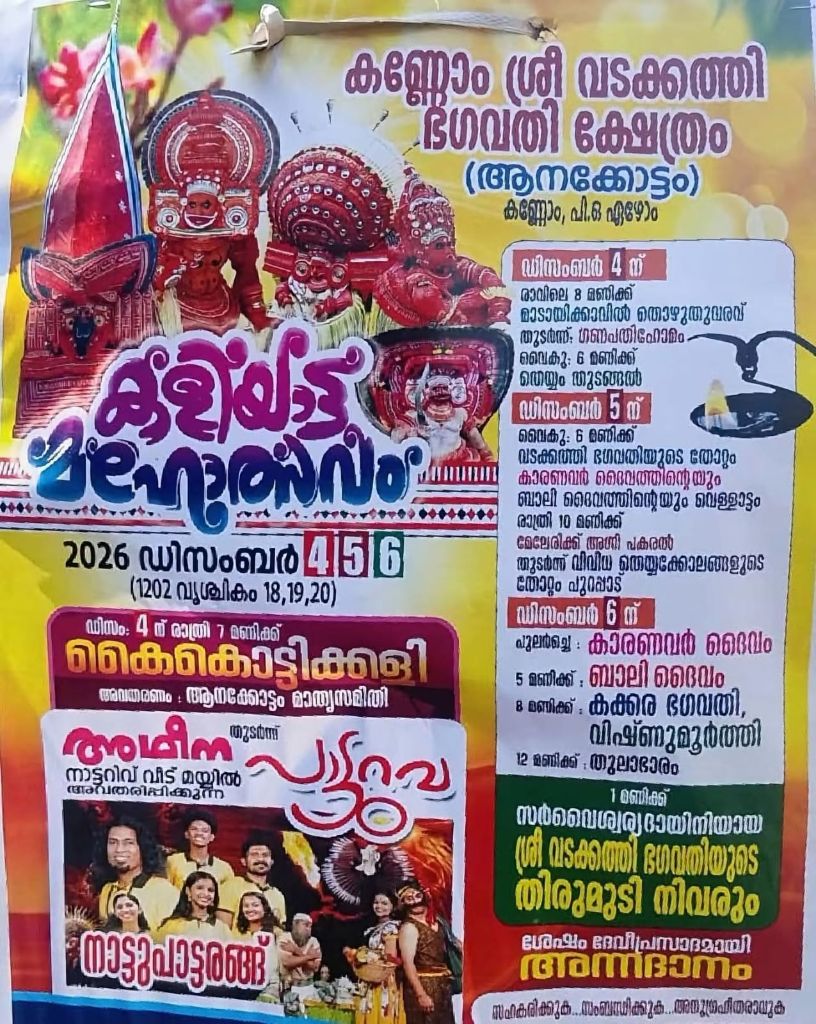 കണ്ണോം ശ്രീ വടക്കത്തി
ഭഗവതി ക്ഷേത്രം
(ആനക്കോട്ടം)
കണ്ണോം, പി.ഒ ഏഴോം
കളിയാട്ട
മഹോത്സവം
2026 ഡിസംബർ 4 5 6
(1202 വൃശ്ചികം 18,19,20)
ഡിസം: 4 ന് രാത്രി 7 മണിക്ക്
കൈകൊട്ടിക്കളി
അവതരണം : ആനക്കോട്ടം മാതൃസമിതി
തുടർന്ന്
അഥീന
നാട്ടറിവ് വീട് മയ്യിൽ
അവതരിപ്പിക്കുന്ന
പാട്ടുറവ
നാട്ടുപാട്ടരങ്ങ്
ഡിസംബർ 4 ന്
രാവിലെ 8 മണിക്ക്
മാടായിക്കാവിൽ തൊഴുതുവരവ്
തുടർന്ന്: ഗണപതിഹോമം
വൈകു: 6 മണിക്ക്
തെയ്യം തുടങ്ങൽ
ഡിസംബർ 5 ന്
വൈകു: 6 മണിക്ക്
വടക്കത്തി ഭഗവതിയുടെ തോറ്റം
കാരണവർ ദൈവത്തിന്റെയും
ബാലി ദൈവത്തിന്റെയും വെള്ളാട്ടം
രാത്രി 10 മണിക്ക്
മേലേരിക്ക് അഗ്നി പകരൽ
തുടർന്ന് വിവിധ തെയ്യക്കോലങ്ങളുടെ
തോറ്റം പുറപ്പാട്
ഡിസംബർ 6 ന്
പുലർച്ചെ : കാരണവർ ദൈവം
5 മണിക്ക് : ബാലി ദൈവം
8 മണിക്ക് : കക്കര ഭഗവതി,
വിഷ്ണുമൂർത്തി
12 മണിക്ക് : തുലാഭാരം
1 മണിക്ക്
സർവൈശ്വര്യദായിനിയായ
ശ്രീ വടക്കത്തി ഭഗവതിയുടെ
തിരുമുടി നിവരും
ശേഷം ദേവീപ്രസാദമായി
അന്നദാനം
സഹകരിക്കുക...സംബന്ധിക്കുക...അനുഗ്രഹീതരാവുക